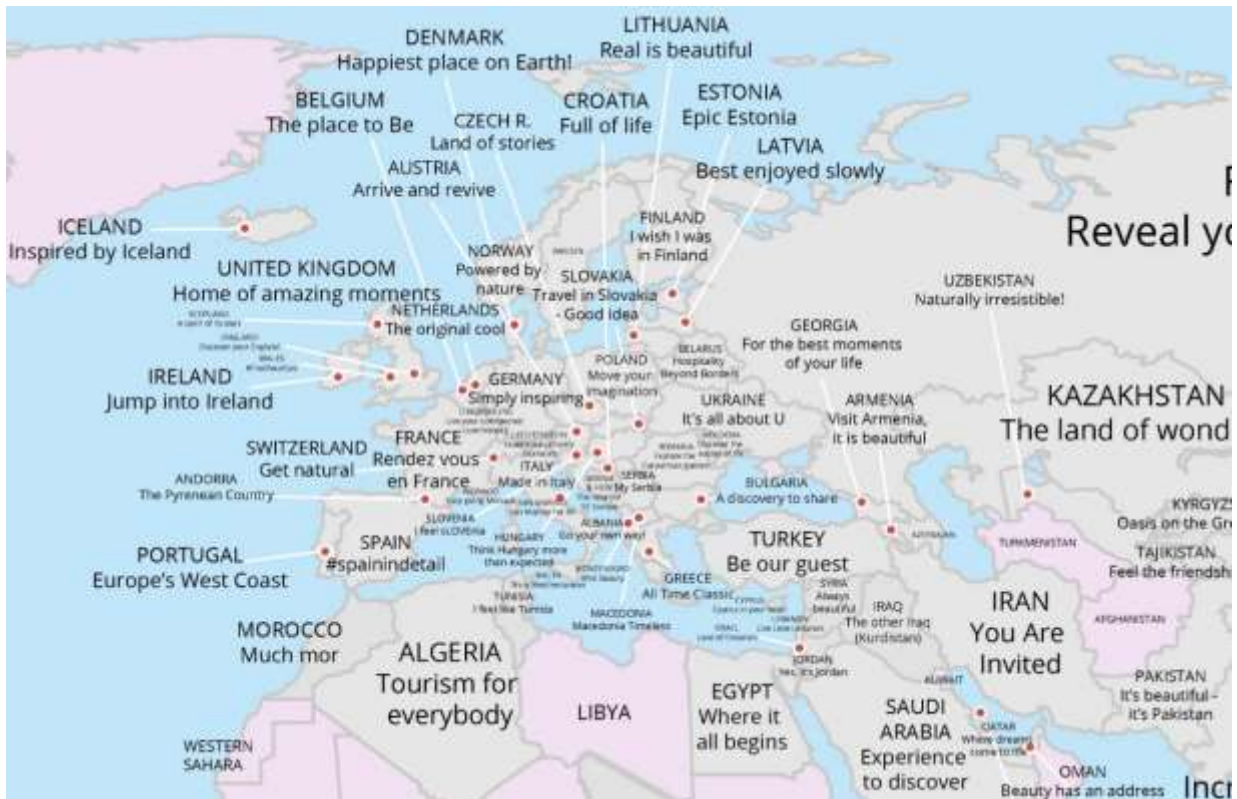 LITHUANIA
Real is beautiful
DENMARK
Happiest place on Earth!
BELGIUM
The place to Be
CROATIA
Full of life
ESTONIA
Epic Estonia
CZECH R.
Land of stories
LATVIA
Best enjoyed slowly
AUSTRIA
Arrive and revive
ICELAND
Inspired by Iceland
FINLAND
I wish I was
in Finland
Reveal yo
NORWAY
Powered by
nature
UNITED KINGDOM
Home of amazing moments
SLOVAKIA
Travel in Slovakia
- Good idea
UZBEKISTAN
Naturally irresistible!
NETHERLANDS
The original cool
GEORGIA
For the best moments
of your life
SCOTLAND
ENGLAND
WALES
IRELAND
Jump into Ireland
GERMANY
Simply inspiring
POLAND
Move your
imagination
BELARUS
Hospitality
Beyond Borders
UKRAINE
It's all about U
ARMENIA
Visit Armenia,
it is beautiful
KAZAKHSTAN
The land of wond
SWITZERLAND
Get natural
FRANCE
Rendez vous
en France
ITALY
Made in Italy
SERBIA
My Serbia
ANDORRA
The Pyrenean Country
BULGARIA
A discovery to share
SLOVENIA
I feel sLOVEnia
ALBANIA
Go your own way!
KYRGYZS
Oasis on the Gre
PORTUGAL
Europe's West Coast
SPAIN
#spainindetail
HUNGARY
Think Hungary more
than expected
TURKEY
Be our guest
AZERBAIJAN
TURKMENISTAN
TAJIKISTAN
Feel the friendsh
GREECE
All Time Classic
TUNISIA
I feel like Tunisia
MACEDONIA
Macedonia Timeless
SYRIA
Always
beautiful
IRAQ
The other Iraq
(Kurdistan)
IRAN
You Are
Invited
AFGHANISTAN
MOROCCO
Much mor
ALGERIA
Tourism for
everybody
LIBYA
EGYPT
Where it
all begins
JORDAN
Yes, it's Jordan
KUWAIT
SAUDI
ARABIA
Experience
to discover
PAKISTAN
It's beautiful -
it's Pakistan
QATAR
Where dreams
come to life
WESTERN
SAHARA
OMAN
Beauty has an address
Incr